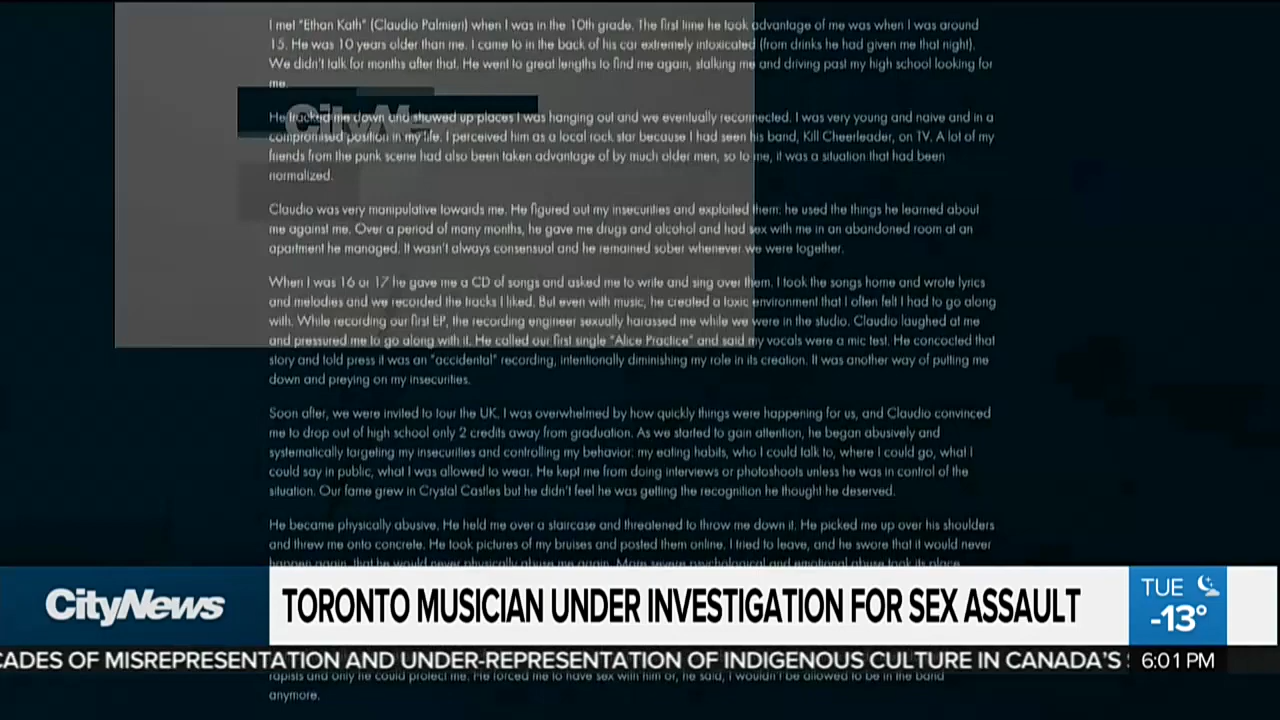 I met "Ethan Kath" (Claudio Palmieri) when I was in the 10th grade. The first time he took advantage of me was when I was around
15. He was 10 years older than me. I came to in the back of his car extremely intoxicated (from drinks he had given me that night).
We didn't talk for months after that. He went to great lengths to find me again, stalking me and driving past my high school looking for
me.
CityNe
He tracked me down and showed up places I was hanging out and we eventually reconnected. I was very young and naive and in a
compromised position in my life. I perceived him as a local rock star because I had seen his band, Kill Cheerleader, on TV. A lot of my
friends from the punk scene had also been taken advantage of by much older men, so to me, it was a situation that had been
normalized.
Claudio was very manipulative towards me. He figured out my insecurities and exploited them: he used the things he learned about
me against me. Over a period of many months, he gave me drugs and alcohol and had sex with me in an abandoned room at an
apartment he managed. It wasn't always consensual and he remained sober whenever we were together.
When I was 16 or 17 he gave me a CD of songs and asked me to write and sing over them. I took the songs home and wrote lyrics
and melodies and we recorded the tracks I liked. But even with music, he created a toxic environment that I often felt I had to go along
with. While recording our first EP, the recording engineer sexually harassed me while we were in the studio. Claudio laughed at me
and pressured me to go along with it. He called our first single "Alice Practice" and said my vocals were a mic test. He concocted that
story and told press it was an "accidental" recording, intentionally diminishing my role in its creation. It was another way of putting me
down and preying on my insecurities.
Soon after, we were invited to tour the UK. I was overwhelmed by how quickly things were happening for us, and Claudio convinced
me to drop out of high school only 2 credits away from graduation. As we started to gain attention, he began abusively and
systematically targeting my insecurities and controlling my behavior: my eating habits, who I could talk to, where I could go, what I
could say in public, what I was allowed to wear. He kept me from doing interviews or photoshoots unless he was in control of the
situation. Our fame grew in Crystal Castles but he didn't feel he was getting the recognition he thought he deserved.
He became physically abusive. He held me over a staircase and threatened to throw me down it. He picked me up over his shoulders
and threw me onto concrete. He took pictures of my bruises and posted them online. I tried to leave, and he swore that it would never
happen again, that he would never physically abuse me again. More severe psychological and emotional abuse took its place.
CityNews
TORONTO MUSICIAN UNDER INVESTIGATION FOR SEX ASSAULT
TUE
-13°
CADES OF MISREPRESENTATION AND UNDER-REPRESENTATION OF INDIGENOUS CULTURE IN CANADA'S
6:01 PM
rapists and only he could protect me. He forced me to have sex with him or, he said, I wouldn't be allowed to be in the band
anymore.